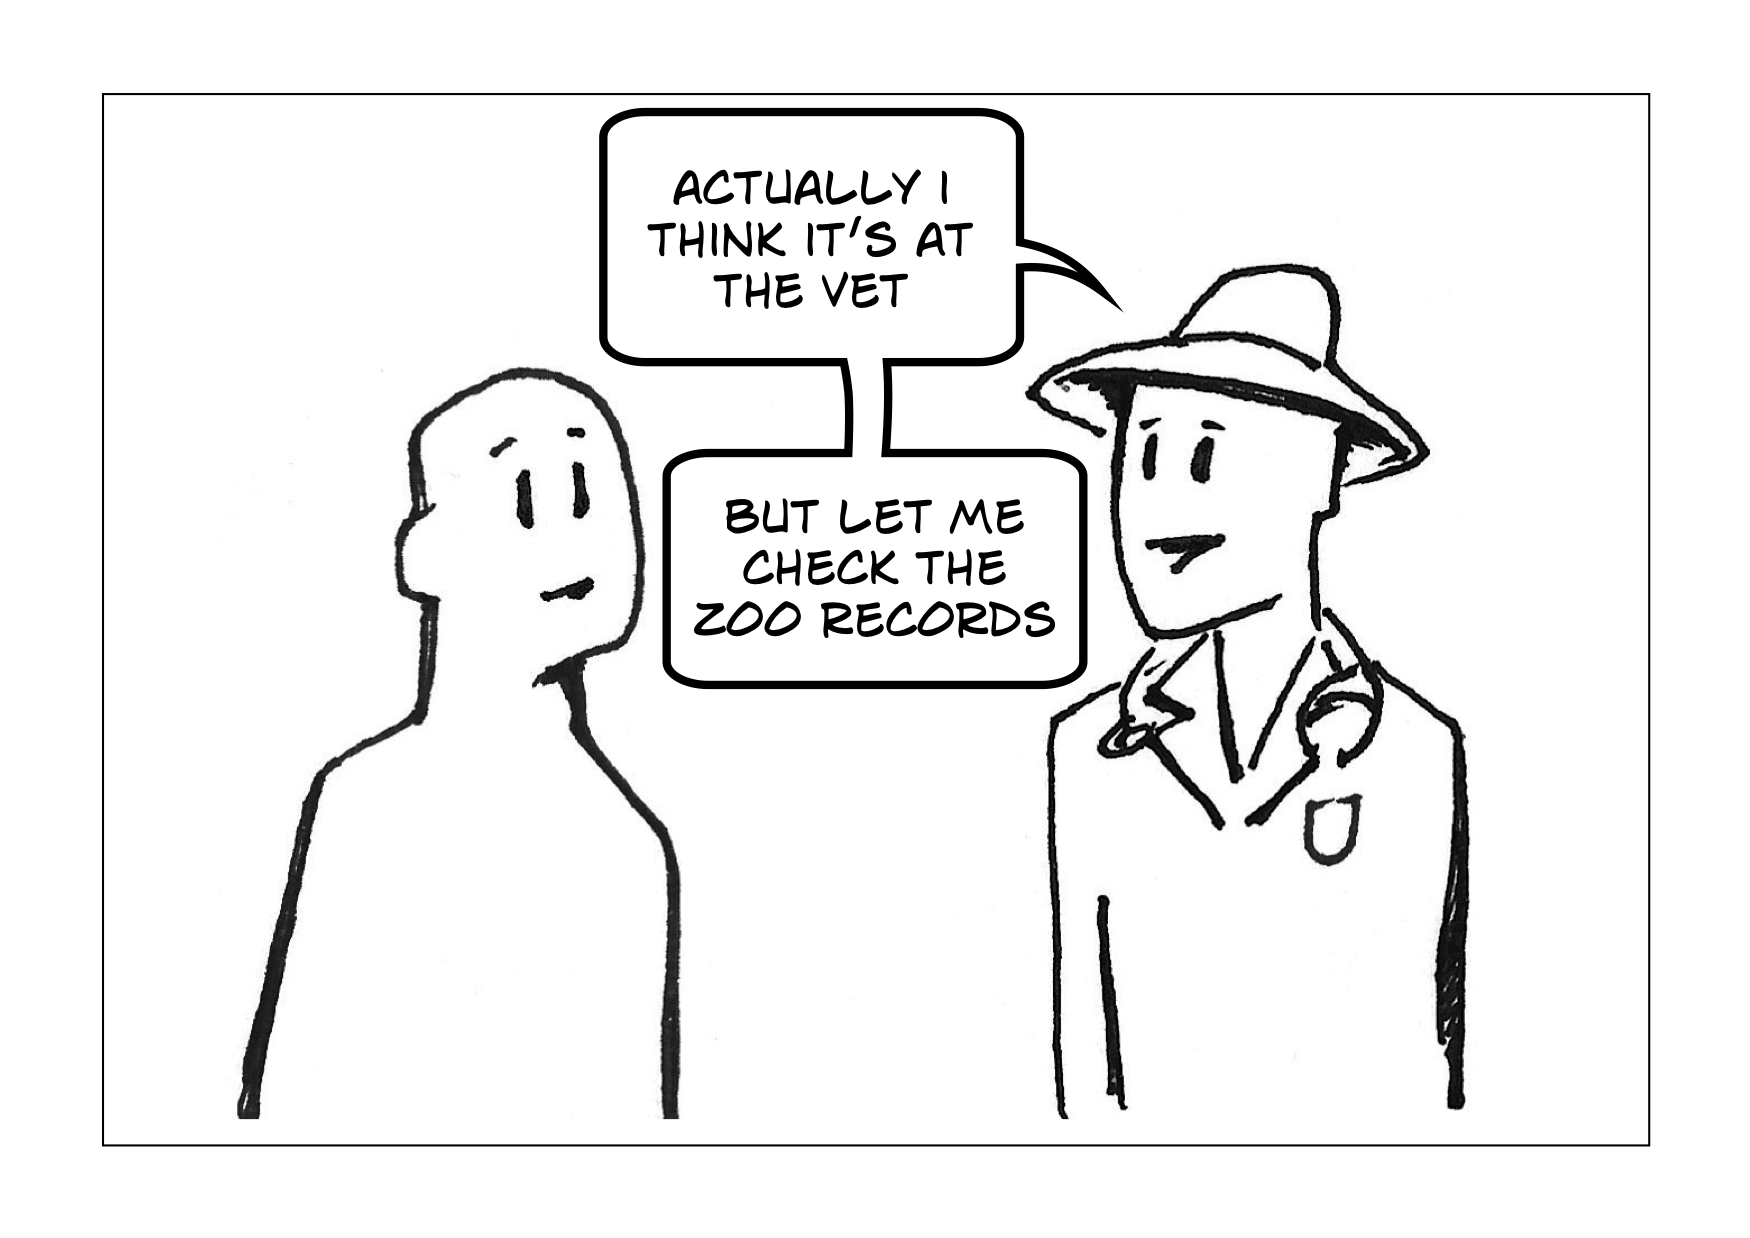 ACTUALLY I
THINK IT'S AT
THE VET
BUT LET ME
CHECK THE
ZOO RECORDS